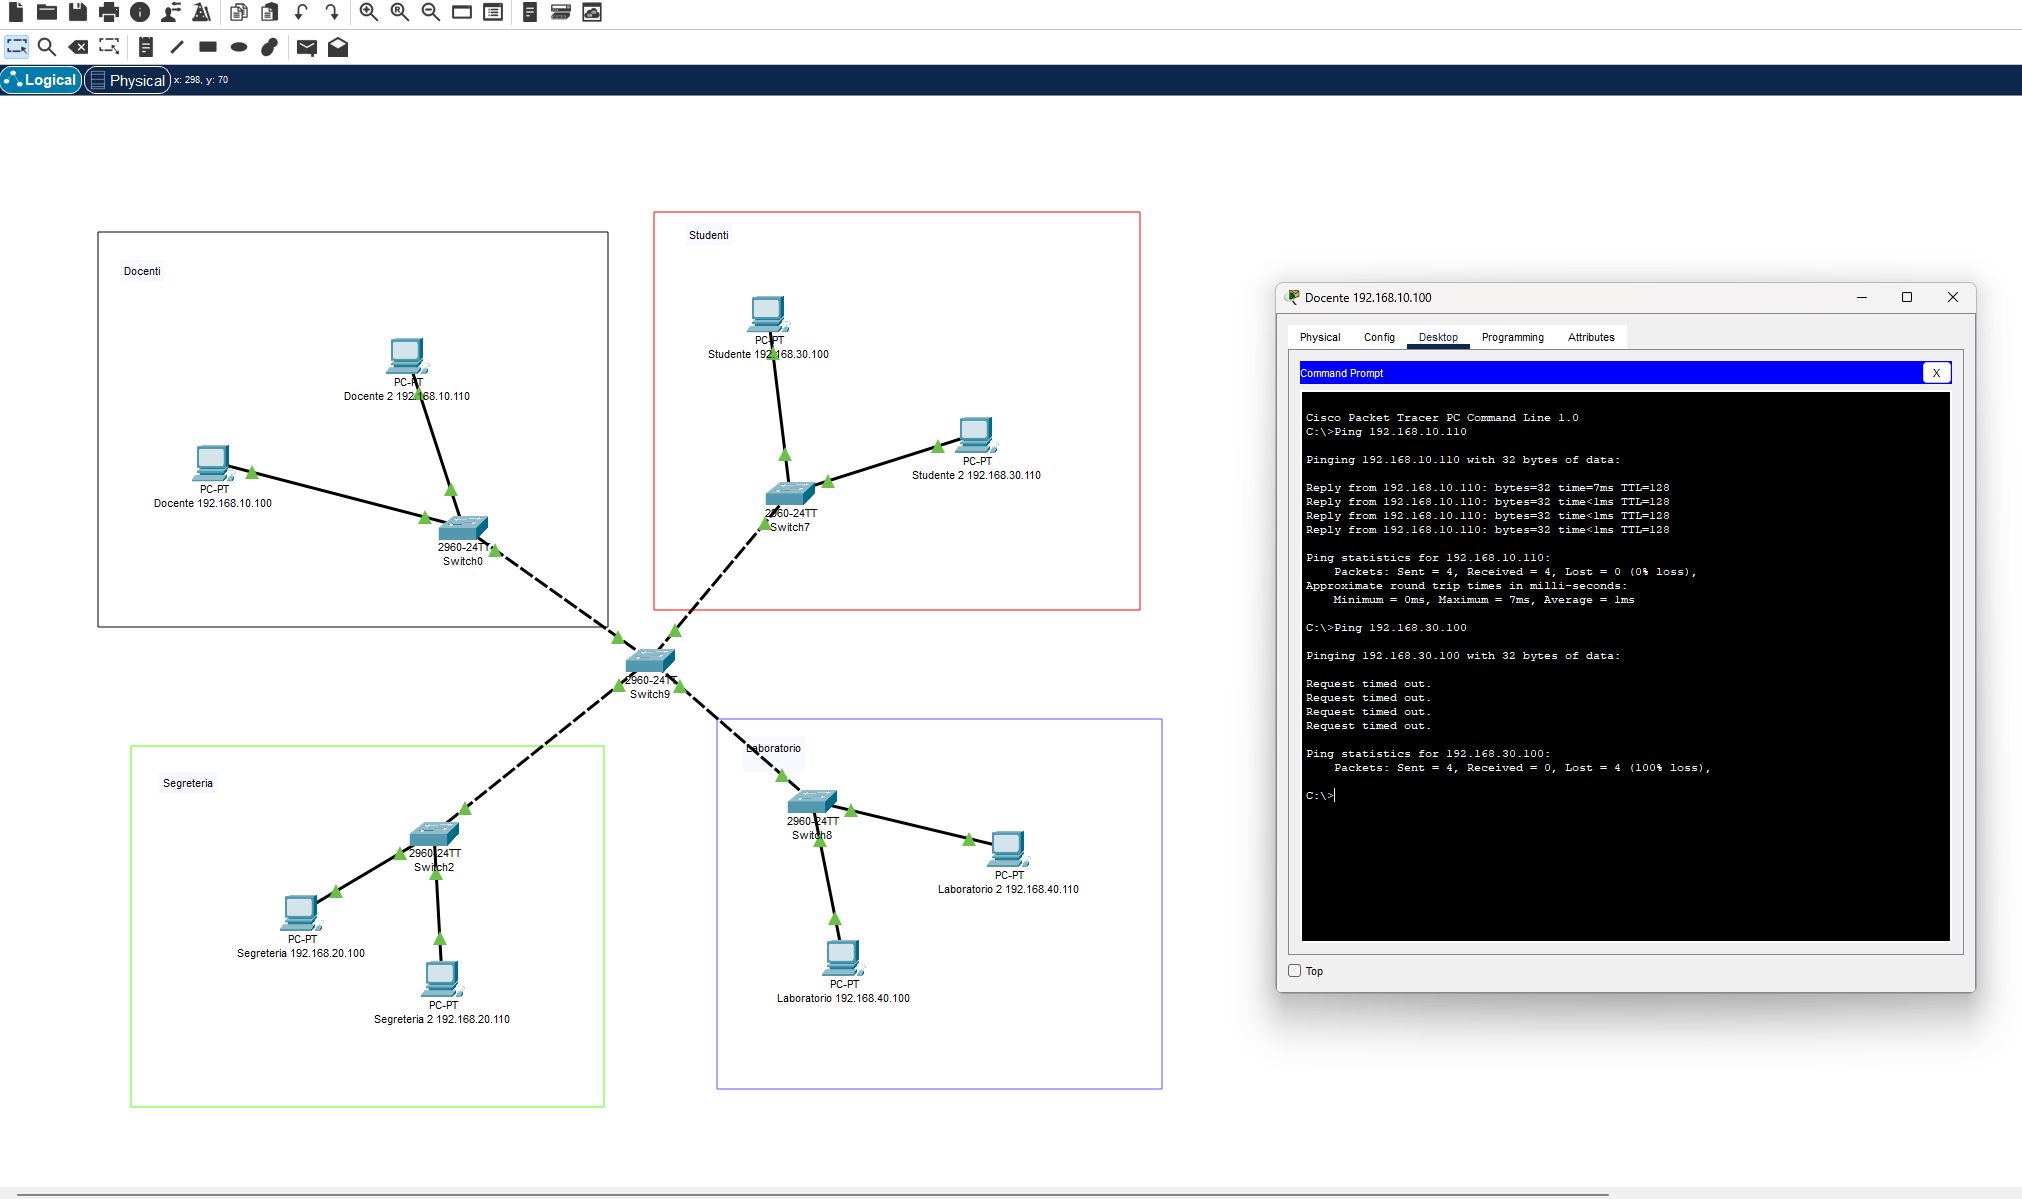 Logical
Physical
x: 298, y: 70
Docenti
PC-PT
Docente 2 192.168.10.110
PC-PT
Docente 192.168.10.100
2960-24TT
Switch0
Studenti
PC-PT
Studente 192.168.30.100
PC-PT
Studente 2 192.168.30.110
2960-24TT
Switch7
2960-24TT
Switch9
Segreteria
2960-24TT
Switch2
PC-PT
Segreteria 192.168.20.100
PC-PT
Segreteria 2 192.168.20.110
Laboratorio
2960-24TT
Switch8
PC-PT
Laboratorio 2 192.168.40.110
PC-PT
Laboratorio 192.168.40.100
Docente 192.168.10.100
Physical Config Desktop Programming Attributes
Command Prompt
X
Cisco Packet Tracer PC Command Line 1.0
C:\>Ping 192.168.10.110
Pinging 192.168.10.110 with 32 bytes of data:
Reply from 192.168.10.110: bytes=32 time=7ms TTL=128
Reply from 192.168.10.110: bytes=32 time<1ms TTL=128
Reply from 192.168.10.110: bytes=32 time<1ms TTL=128
Reply from 192.168.10.110: bytes=32 time<1ms TTL=128
Ping statistics for 192.168.10.110:
Packets: Sent = 4, Received = 4, Lost = 0 (0% loss),
Approximate round trip times in milli-seconds:
Minimum = 0ms, Maximum = 7ms, Average = 1ms
C:\>Ping 192.168.30.100
Pinging 192.168.30.100 with 32 bytes of data:
Request timed out.
Request timed out.
Request timed out.
Request timed out.
Ping statistics for 192.168.30.100:
Packets: Sent = 4, Received = 0, Lost = 4 (100% loss),
C:\>
Top